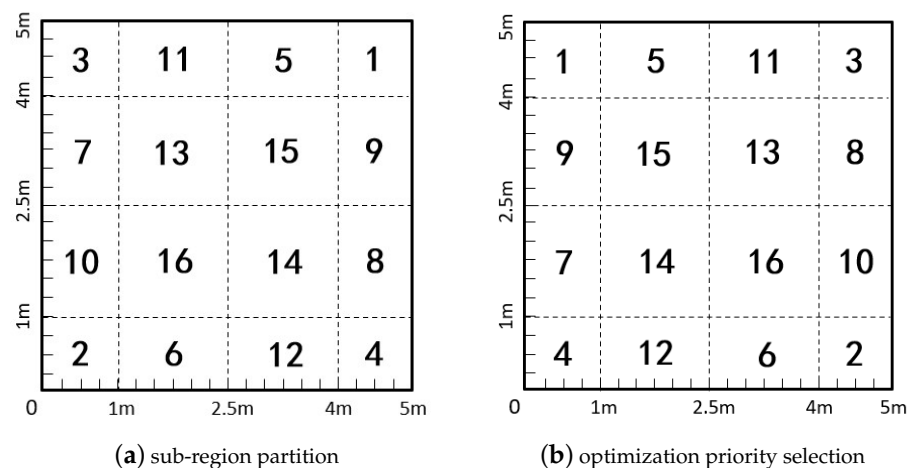 5m 5m
3 11 5 1 1 5 11 3
4m 4m
7 13 15 9 9 15 13 8
2.5m 2.5m
10 16 14 8 7 14 16 10
1m 1m
2 6 12 4 4 12 6 2
0 1m 2.5m 4m 5m 0 1m 2.5m 4m 5m
(a) sub-region partition (b) optimization priority selection